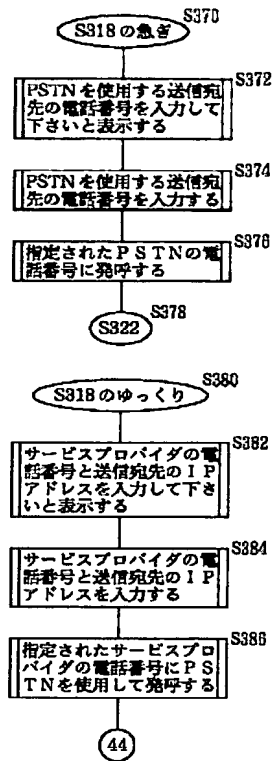 S370
S318の急ぎ
S372
PSTNを使用する送信宛
先の電話番号を入力して
下さいと表示する
S374
PSTNを使用する送信宛
先の電話番号を入力する
S376
指定されたPSTNの電
話番号に発呼する
S378
S322
S380
S318のゆっくり
S382
サービスプロバイダの電
話番号と送信宛先のIP
アドレスを入力して下さ
いと表示する
S384
サービスプロバイダの電
話番号と送信宛先のIP
アドレスを入力する
S386
指定されたサービスプロ
バイダの電話番号にPS
TNを使用して発呼する
44